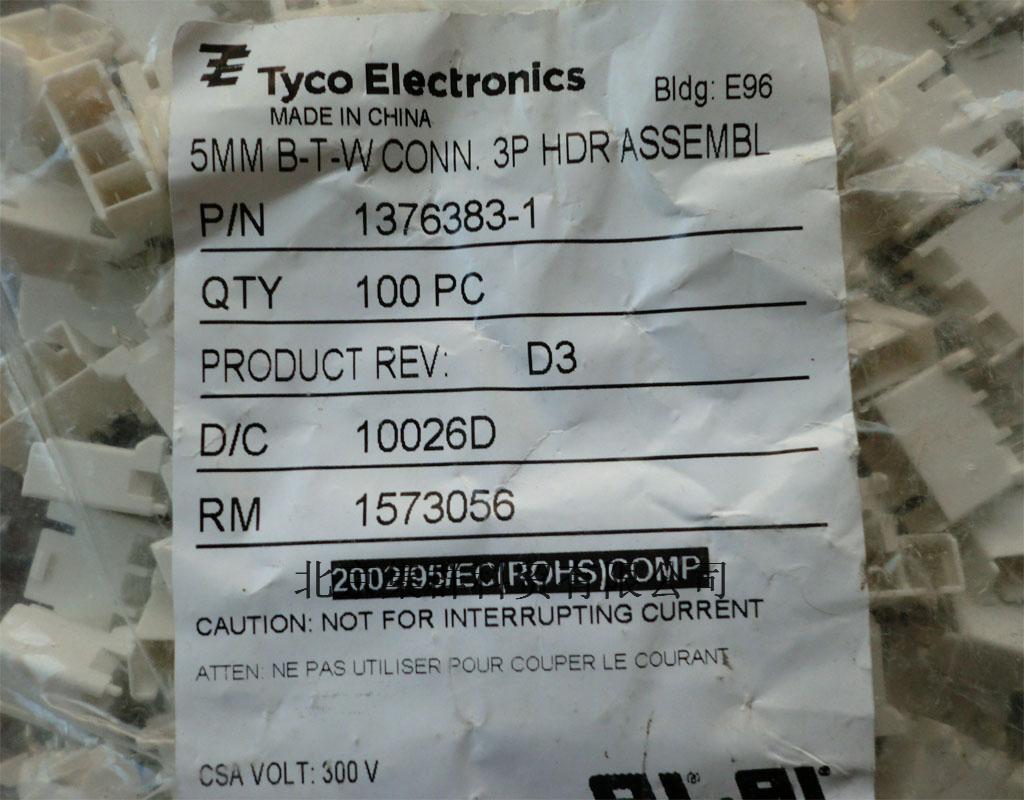 Tyco Electronics
Bldg: E96
MADE IN CHINA
5MM B-T-W CONN. 3P HDR ASSEMBL
P/N 1376383-1
QTY 100 PC
PRODUCT REV: D3
D/C 10026D
RM 1573056
2002/95/EC(ROHS)COMP
CAUTION: NOT FOR INTERRUPTING CURRENT
ATTEN: NE PAS UTILISER POUR COUPER LE COURANT
CSA VOLT: 300 V